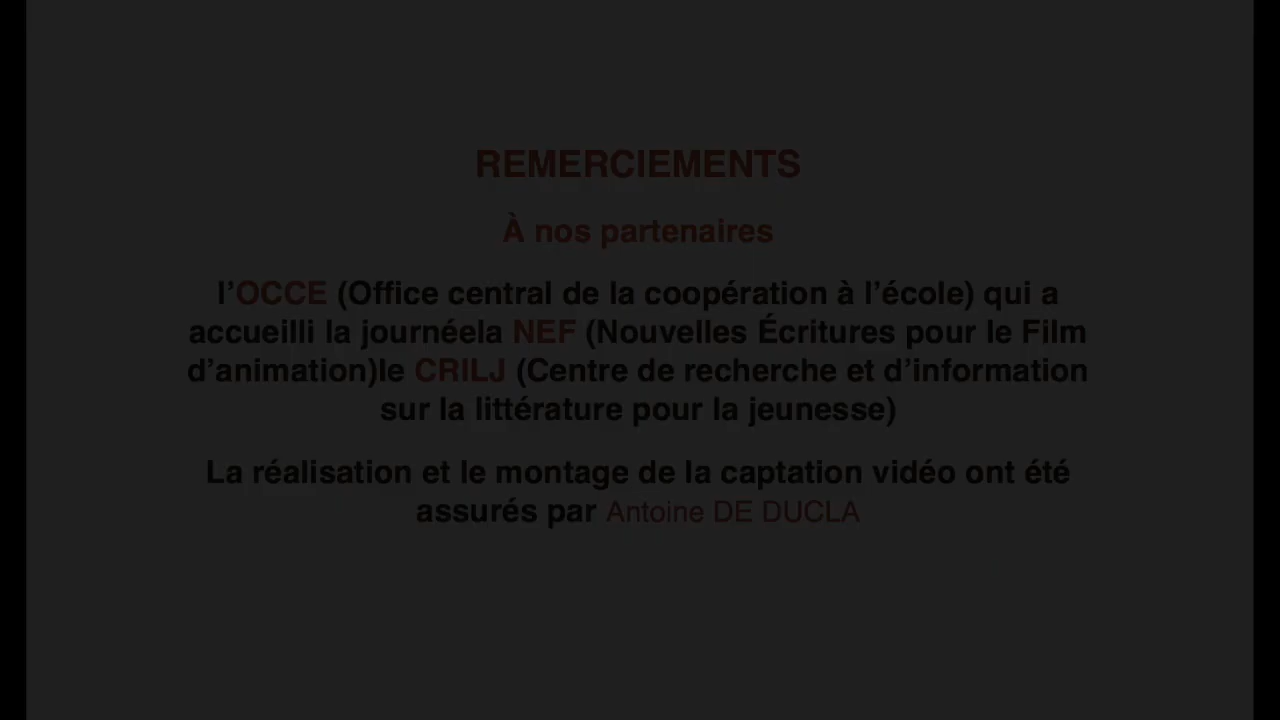 REMERCIEMENTS
À nos partenaires
l’OCCE (Office central de la coopération à l’école) qui a
accueilli la journéela NEF (Nouvelles Écritures pour le Film
d’animation)le CRILJ (Centre de recherche et d’information
sur la littérature pour la jeunesse)
La réalisation et le montage de la captation vidéo ont été
assurés par Antoine DE DUCLA